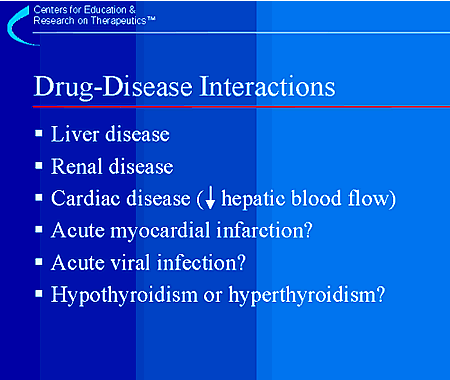 Centers for Education &
Research on Therapeutics™
Drug-Disease Interactions
▪ Liver disease
▪ Renal disease
▪ Cardiac disease (↓ hepatic blood flow)
▪ Acute myocardial infarction?
▪ Acute viral infection?
▪ Hypothyroidism or hyperthyroidism?